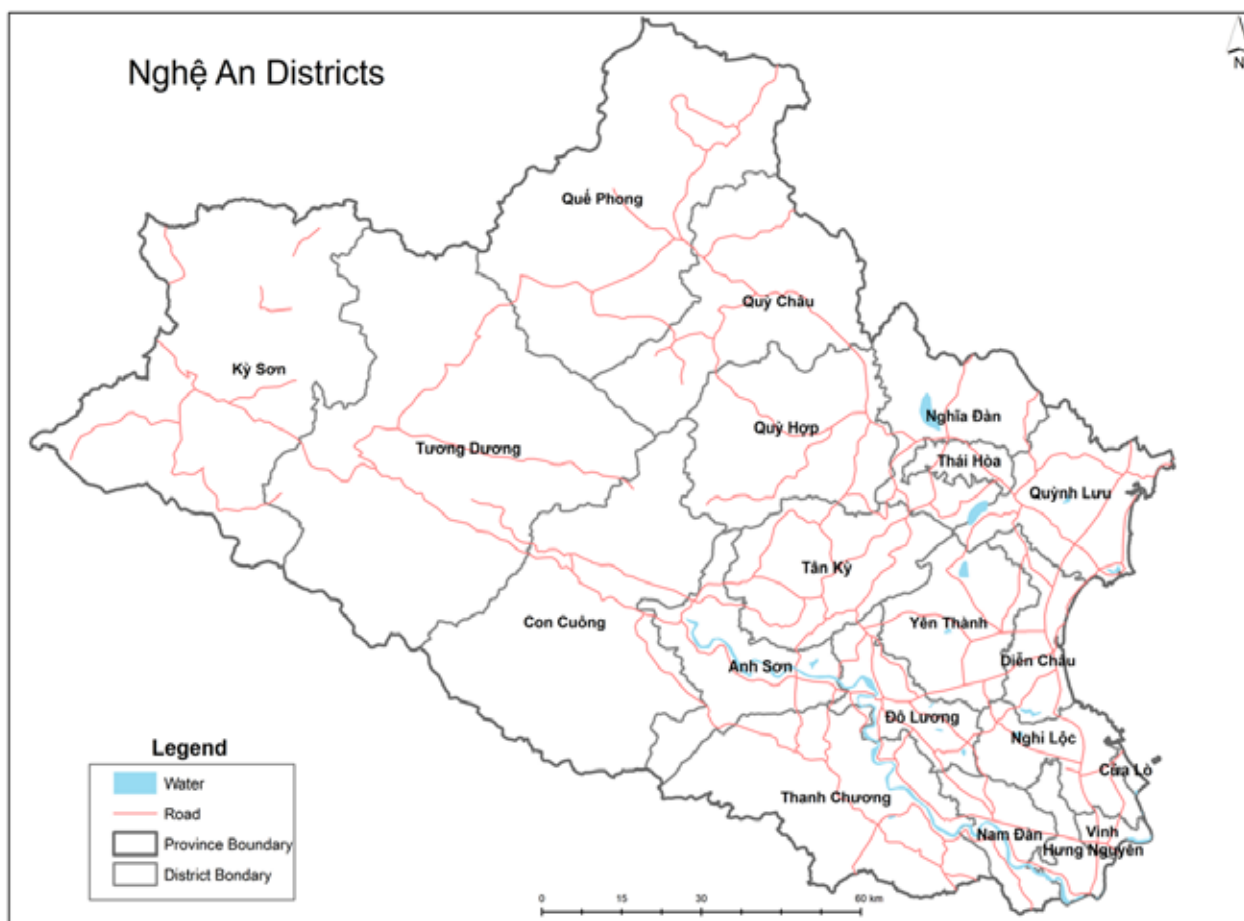 Nghệ An Districts
N
Quế Phong
Quỳ Châu
Kỳ Sơn
Nghĩa Đàn
Quỳ Hợp
Tương Dương
Thái Hòa
Quỳnh Lưu
Tân Kỳ
Con Cuông
Yên Thành
Diễn Châu
Anh Sơn
Đô Lương
Nghi Lộc
Cửa Lò
Thanh Chương
Nam Đàn
Vinh
Hưng Nguyên
Legend
Water
Road
Province Boundary
District Bondary
0 15 30 60 km